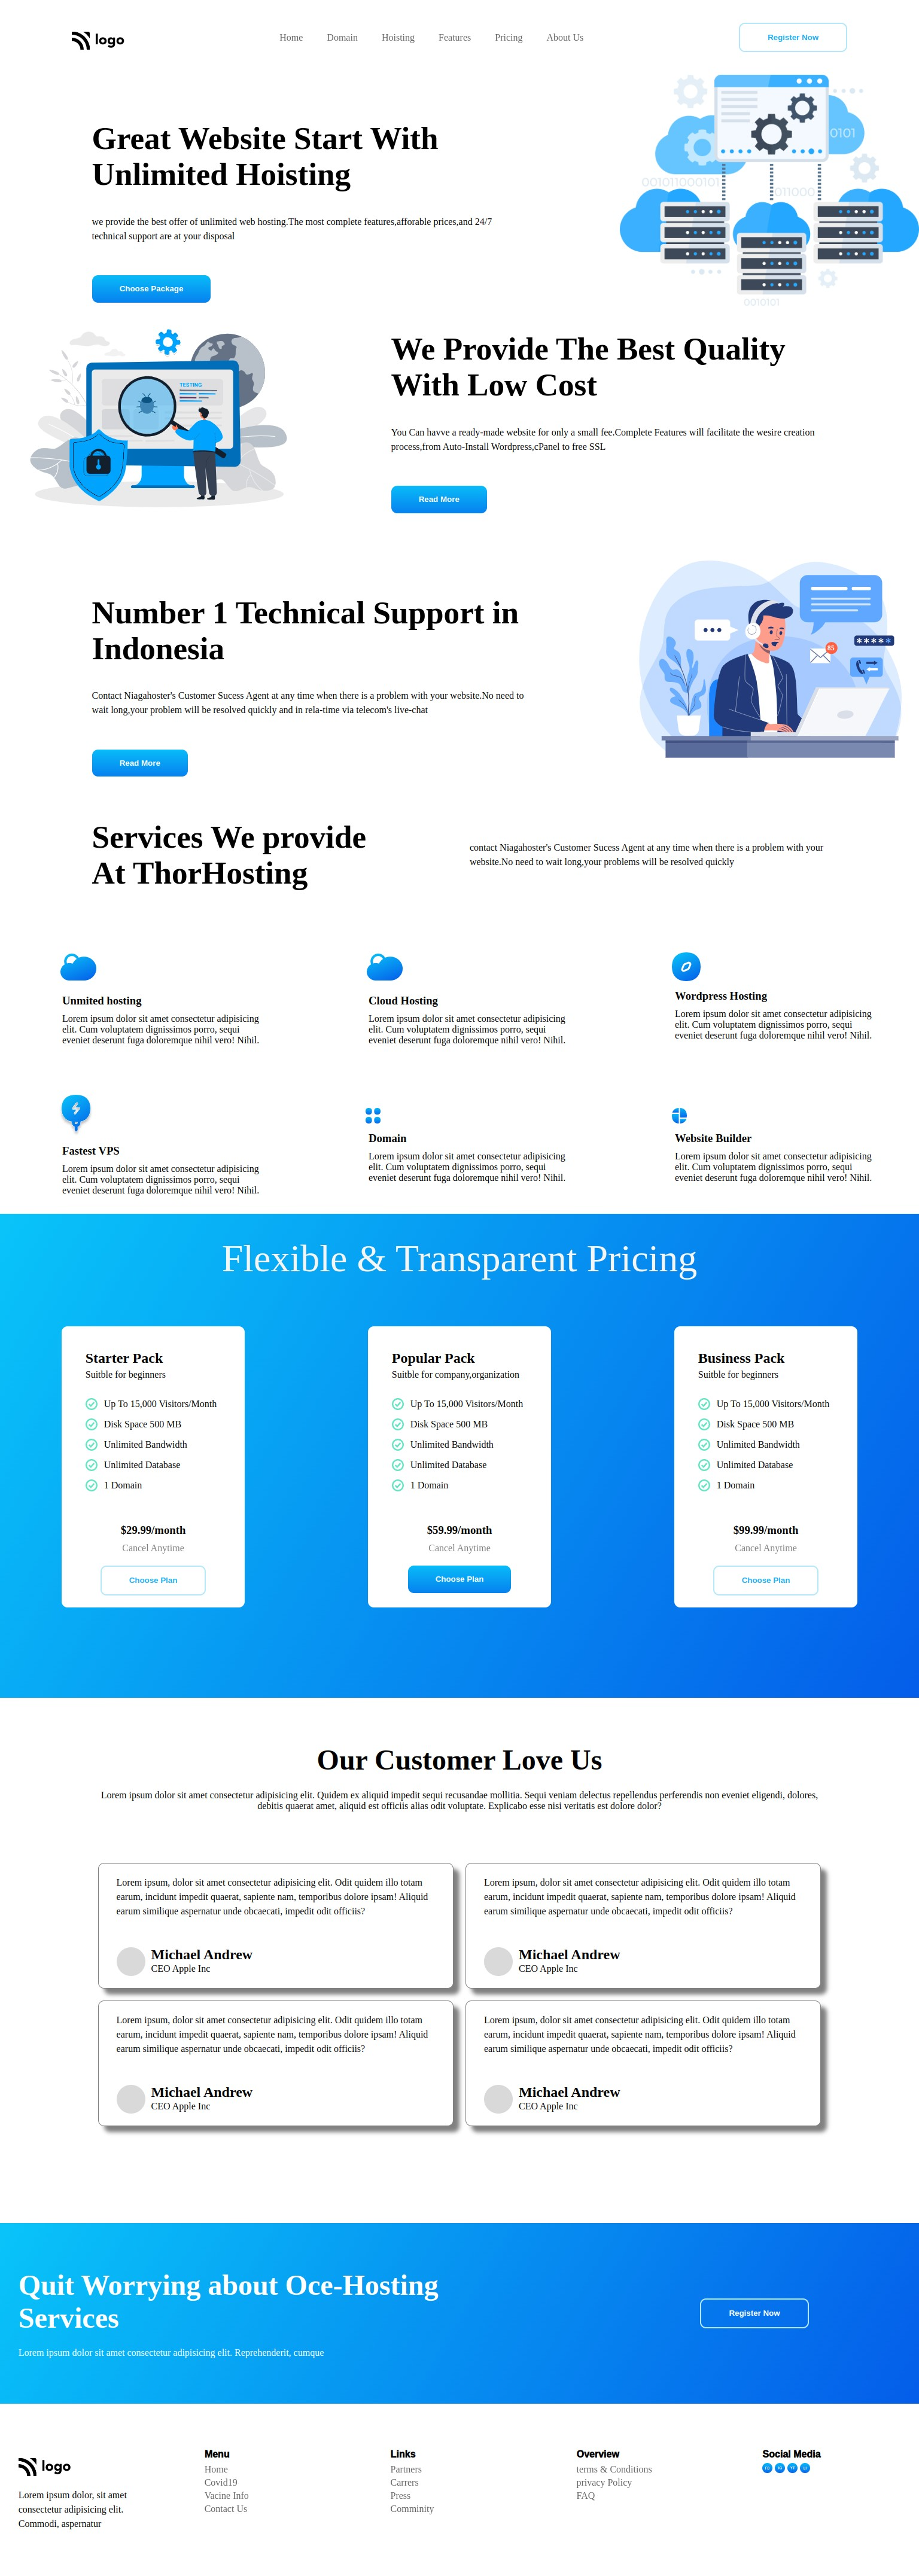 logo
Home
Domain
Hoisting
Features
Pricing
About Us
Register Now
Great Website Start With
Unlimited Hoisting
we provide the best offer of unlimited web hosting.The most complete features,afforable prices,and 24/7
technical support are at your disposal
Choose Package
0101
001011000101
011000
0010101
TESTING
We Provide The Best Quality
With Low Cost
You Can havve a ready-made website for only a small fee.Complete Features will facilitate the wesire creation
process,from Auto-Install Wordpress,cPanel to free SSL
Read More
Number 1 Technical Support in
Indonesia
Contact Niagahoster's Customer Sucess Agent at any time when there is a problem with your website.No need to
wait long,your problem will be resolved quickly and in rela-time via telecom's live-chat
Read More
85
*****
Services We provide
At ThorHosting
contact Niagahoster's Customer Sucess Agent at any time when there is a problem with your
website.No need to wait long,your problems will be resolved quickly
Unmited hosting
Lorem ipsum dolor sit amet consectetur adipisicing
elit. Cum voluptatem dignissimos porro, sequi
eveniet deserunt fuga doloremque nihil vero! Nihil.
Cloud Hosting
Lorem ipsum dolor sit amet consectetur adipisicing
elit. Cum voluptatem dignissimos porro, sequi
eveniet deserunt fuga doloremque nihil vero! Nihil.
Wordpress Hosting
Lorem ipsum dolor sit amet consectetur adipisicing
elit. Cum voluptatem dignissimos porro, sequi
eveniet deserunt fuga doloremque nihil vero! Nihil.
Fastest VPS
Lorem ipsum dolor sit amet consectetur adipisicing
elit. Cum voluptatem dignissimos porro, sequi
eveniet deserunt fuga doloremque nihil vero! Nihil.
Domain
Lorem ipsum dolor sit amet consectetur adipisicing
elit. Cum voluptatem dignissimos porro, sequi
eveniet deserunt fuga doloremque nihil vero! Nihil.
Website Builder
Lorem ipsum dolor sit amet consectetur adipisicing
elit. Cum voluptatem dignissimos porro, sequi
eveniet deserunt fuga doloremque nihil vero! Nihil.
Flexible & Transparent Pricing
Starter Pack
Suitble for beginners
Up To 15,000 Visitors/Month
Disk Space 500 MB
Unlimited Bandwidth
Unlimited Database
1 Domain
$29.99/month
Cancel Anytime
Choose Plan
Popular Pack
Suitble for company,organization
Up To 15,000 Visitors/Month
Disk Space 500 MB
Unlimited Bandwidth
Unlimited Database
1 Domain
$59.99/month
Cancel Anytime
Choose Plan
Business Pack
Suitble for beginners
Up To 15,000 Visitors/Month
Disk Space 500 MB
Unlimited Bandwidth
Unlimited Database
1 Domain
$99.99/month
Cancel Anytime
Choose Plan
Our Customer Love Us
Lorem ipsum dolor sit amet consectetur adipisicing elit. Quidem ex aliquid impedit sequi recusandae mollitia. Sequi veniam delectus repellendus perferendis non eveniet eligendi, dolores,
debitis quaerat amet, aliquid est officiis alias odit voluptate. Explicabo esse nisi veritatis est dolore dolor?
Lorem ipsum, dolor sit amet consectetur adipisicing elit. Odit quidem illo totam
earum, incidunt impedit quaerat, sapiente nam, temporibus dolore ipsam! Aliquid
earum similique aspernatur unde obcaecati, impedit odit officiis?
Michael Andrew
CEO Apple Inc
Lorem ipsum, dolor sit amet consectetur adipisicing elit. Odit quidem illo totam
earum, incidunt impedit quaerat, sapiente nam, temporibus dolore ipsam! Aliquid
earum similique aspernatur unde obcaecati, impedit odit officiis?
Michael Andrew
CEO Apple Inc
Lorem ipsum, dolor sit amet consectetur adipisicing elit. Odit quidem illo totam
earum, incidunt impedit quaerat, sapiente nam, temporibus dolore ipsam! Aliquid
earum similique aspernatur unde obcaecati, impedit odit officiis?
Michael Andrew
CEO Apple Inc
Lorem ipsum, dolor sit amet consectetur adipisicing elit. Odit quidem illo totam
earum, incidunt impedit quaerat, sapiente nam, temporibus dolore ipsam! Aliquid
earum similique aspernatur unde obcaecati, impedit odit officiis?
Michael Andrew
CEO Apple Inc
Quit Worrying about Oce-Hosting
Services
Lorem ipsum dolor sit amet consectetur adipisicing elit. Reprehenderit, cumque
Register Now
logo
Lorem ipsum dolor, sit amet
consectetur adipisicing elit.
Commodi, aspernatur
Menu
Home
Covid19
Vacine Info
Contact Us
Links
Partners
Carrers
Press
Comminity
Overview
terms & Conditions
privacy Policy
FAQ
Social Media